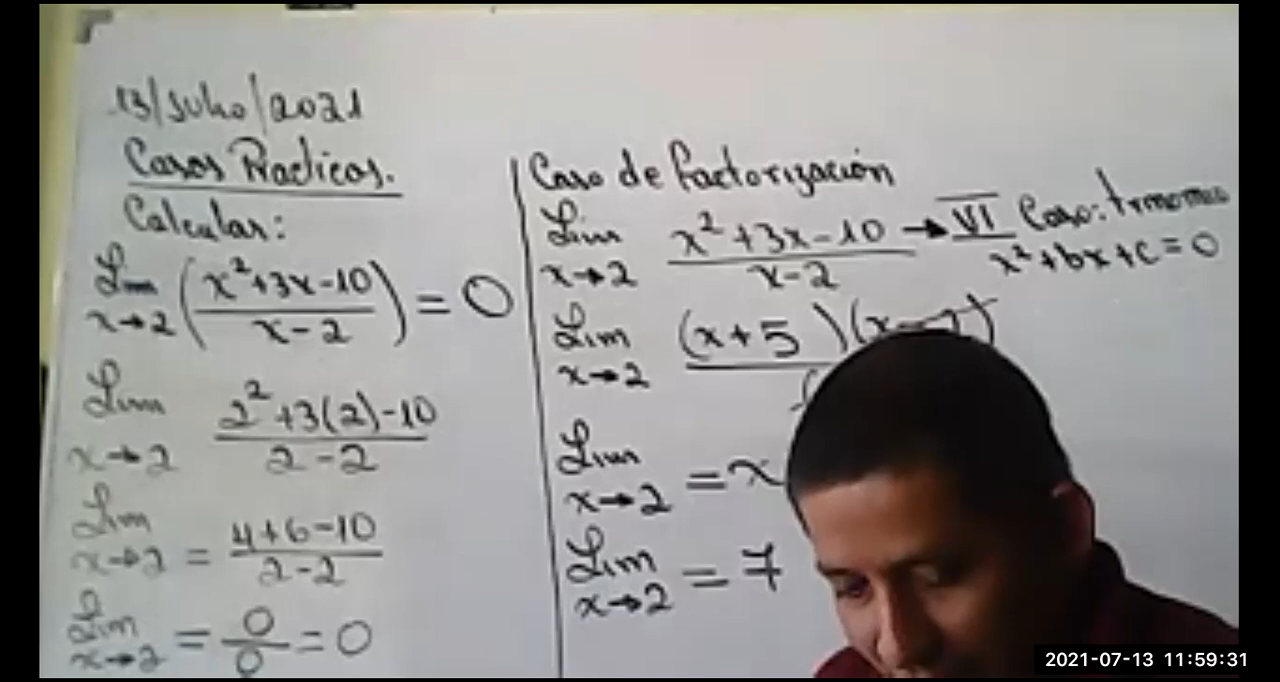 13/Julio/2021
Casos Practicos.
Calcular:
Lim x→2 (x²+3x-10 / x-2) = 0
Lim x→2 2²+3(2)-10 / 2-2
Lim x→2 = 4+6-10 / 2-2
Lim x→2 = 0/0 = 0
Caso de factorización
Lim x→2 x²+3x-10 / x-2 → VI Caso: trinomio
x²+bx+c=0
Lim x→2 (x+5)(x-2)
Lim x→2 = x
Lim x→2 = 7
2021-07-13 11:59:31